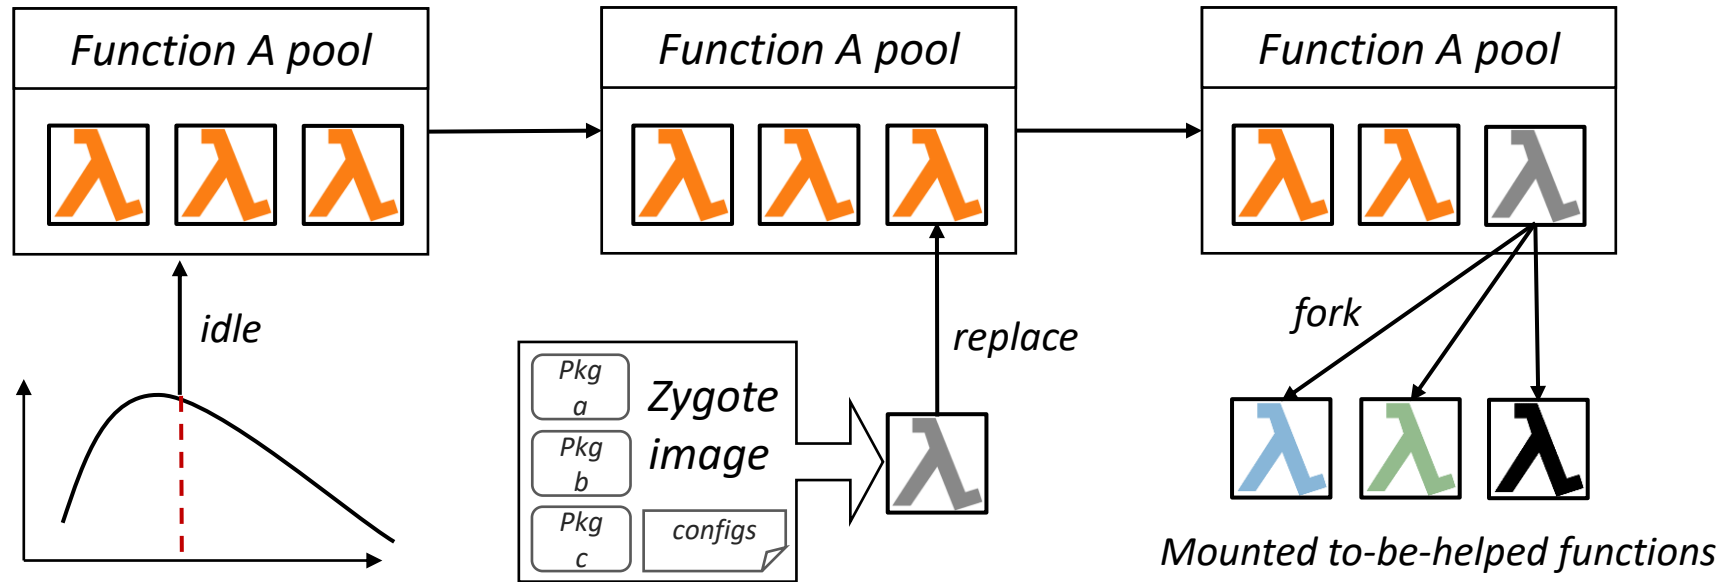 Function A pool
Function A pool
Function A pool
idle
Pkg
a
Pkg
b
Pkg
c
Zygote
image
configs
replace
fork
Mounted to-be-helped functions